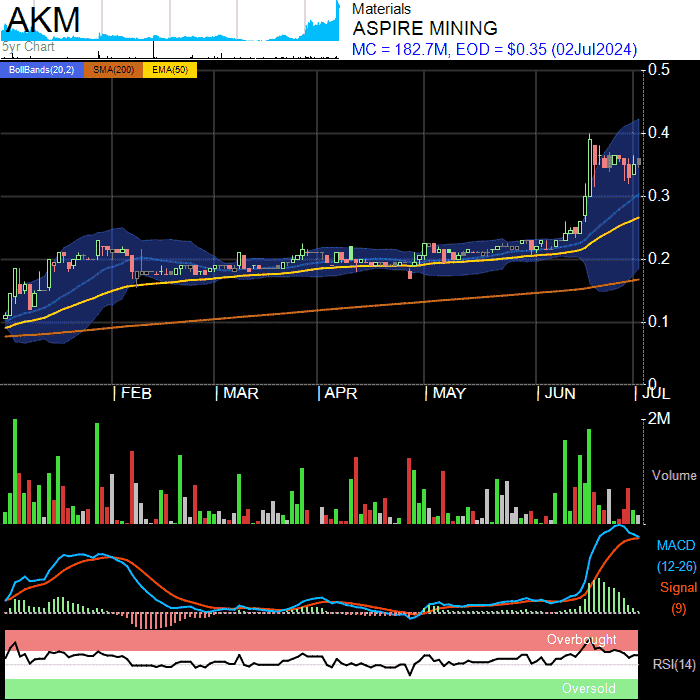 AKM
5yr Chart
Materials
ASPIRE MINING
MC = 182.7M, EOD = $0.35 (02Jul2024)
BollBands(20,2) SMA(200) EMA(50)
0.5
0.4
0.3
0.2
0.1
0
FEB MAR APR MAY JUN JUL
2M
Volume
MACD
(12-26)
Signal
(9)
Overbought
RSI(14)
Oversold